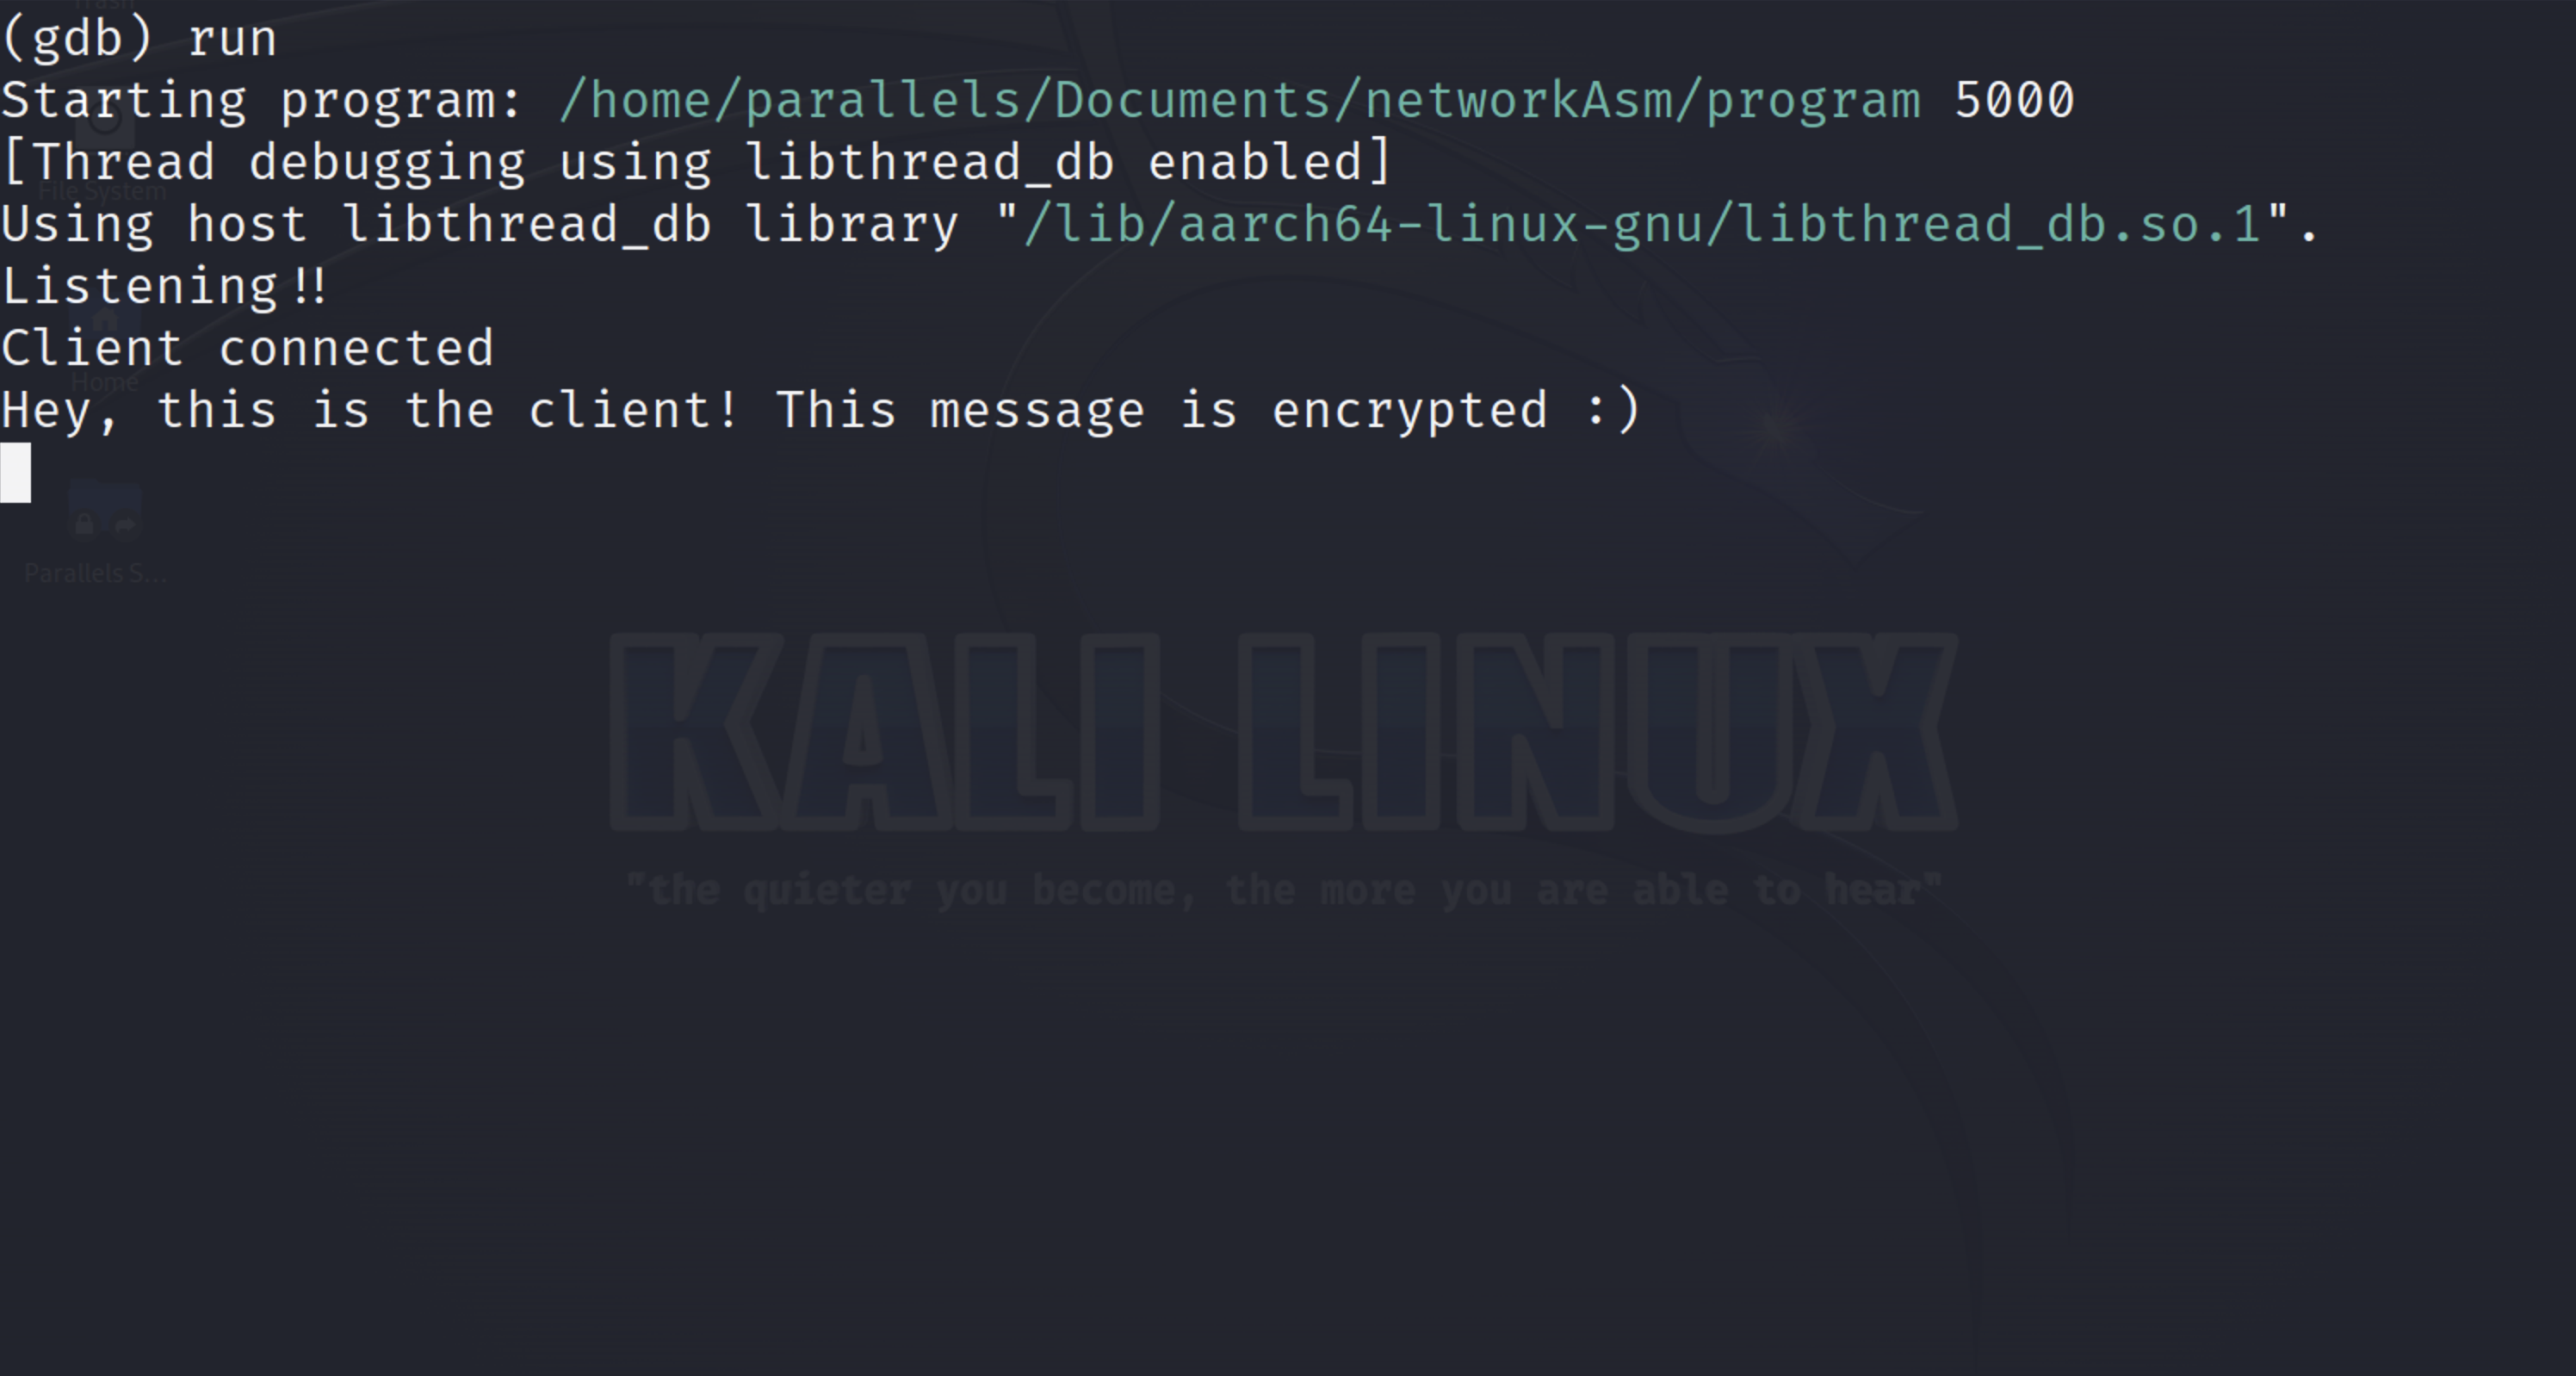 Trash
(gdb) run
Starting program: /home/parallels/Documents/networkAsm/program 5000
[Thread debugging using libthread_db enabled]
File System
Using host libthread_db library "/lib/aarch64-linux-gnu/libthread_db.so.1".
Listening!!
Client connected
Home
Hey, this is the client! This message is encrypted :)
Parallels S...
KALI LINUX
"the quieter you become, the more you are able to hear"